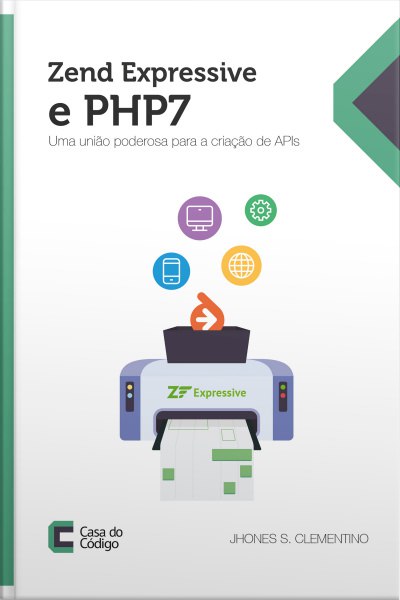 Zend Expressive
e PHP7
Uma união poderosa para a criação de APIs
ZF Expressive
Casa do
Código
JHONES S. CLEMENTINO